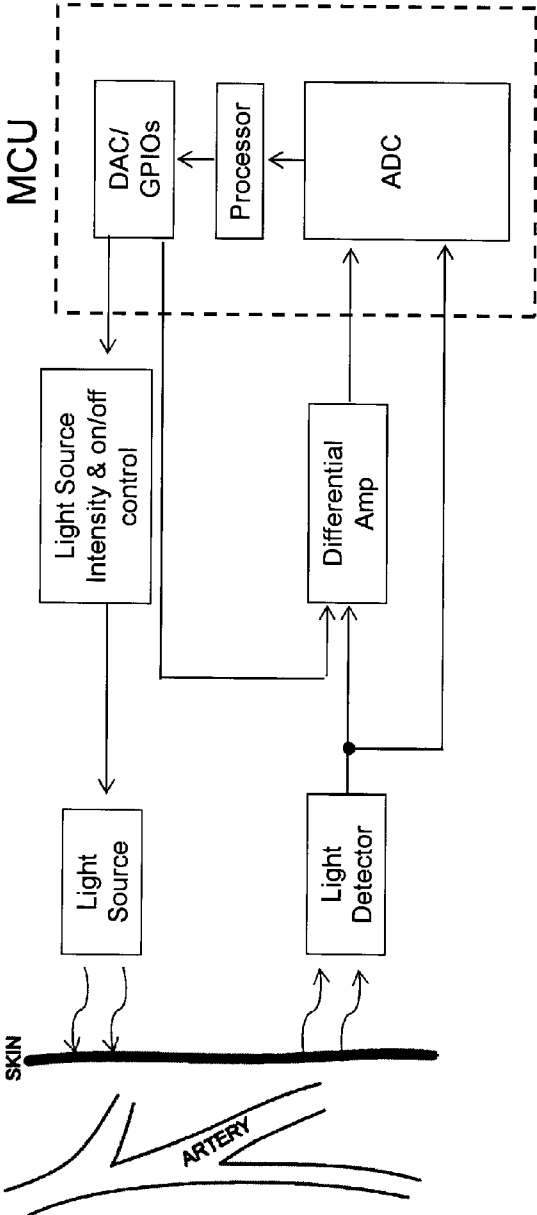 SKIN
ARTERY
Light
Source
Light Source
Intensity & on/off
control
DAC/
GPIOs
MCU
Processor
ADC
Light
Detector
Differential
Amp